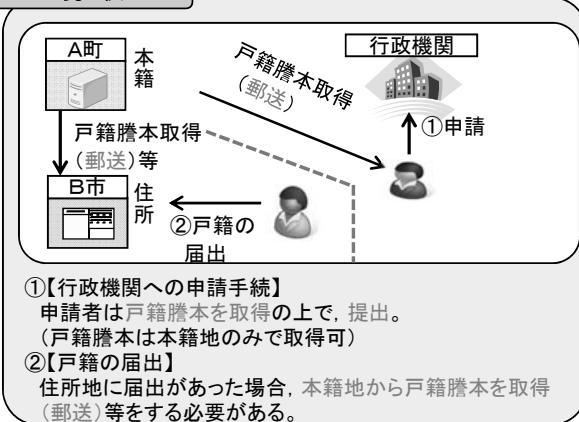 A町
本籍
戸籍謄本取得
(郵送)
行政機関
①申請
戸籍謄本取得
(郵送)等
B市
住所
②戸籍の
届出
①【行政機関への申請手続】
申請者は戸籍謄本を取得の上で，提出。
(戸籍謄本は本籍地のみで取得可)
②【戸籍の届出】
住所地に届出があった場合，本籍地から戸籍謄本を取得
(郵送)等をする必要がある。